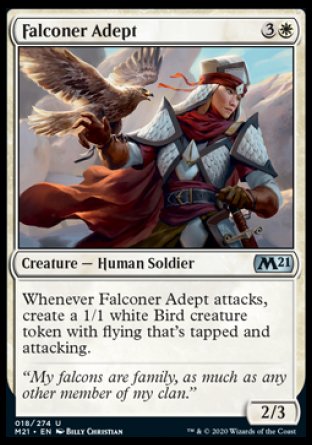 Falconer Adept 3
Creature — Human Soldier M21
Whenever Falconer Adept attacks,
create a 1/1 white Bird creature
token with flying that's tapped and
attacking.
“My falcons are family, as much as any
other member of my clan.”
2/3
018/274 U
M21 • EN BILLY CHRISTIAN
™ & © 2020 Wizards of the Coast